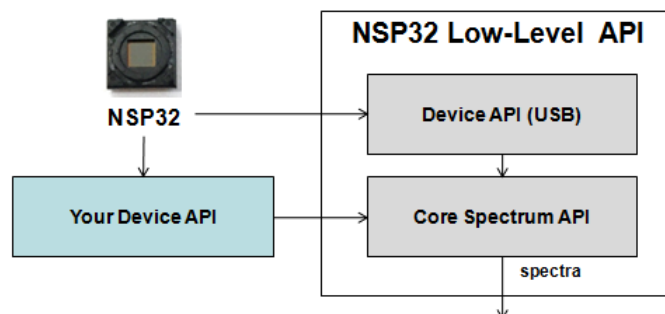 NSP32 Low-Level API
NSP32
Device API (USB)
Your Device API
Core Spectrum API
spectra